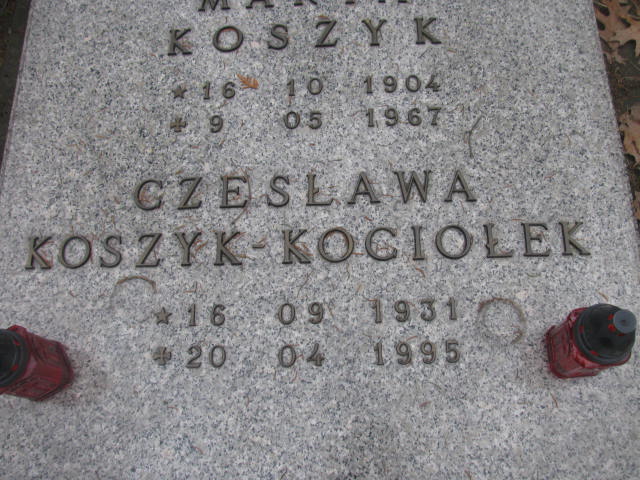 KOSZYK
* 16 10 1904
+ 9 05 1967
CZESŁAWA
KOSZYK-KOCIOŁEK
* 16 09 1931
+ 20 04 1995